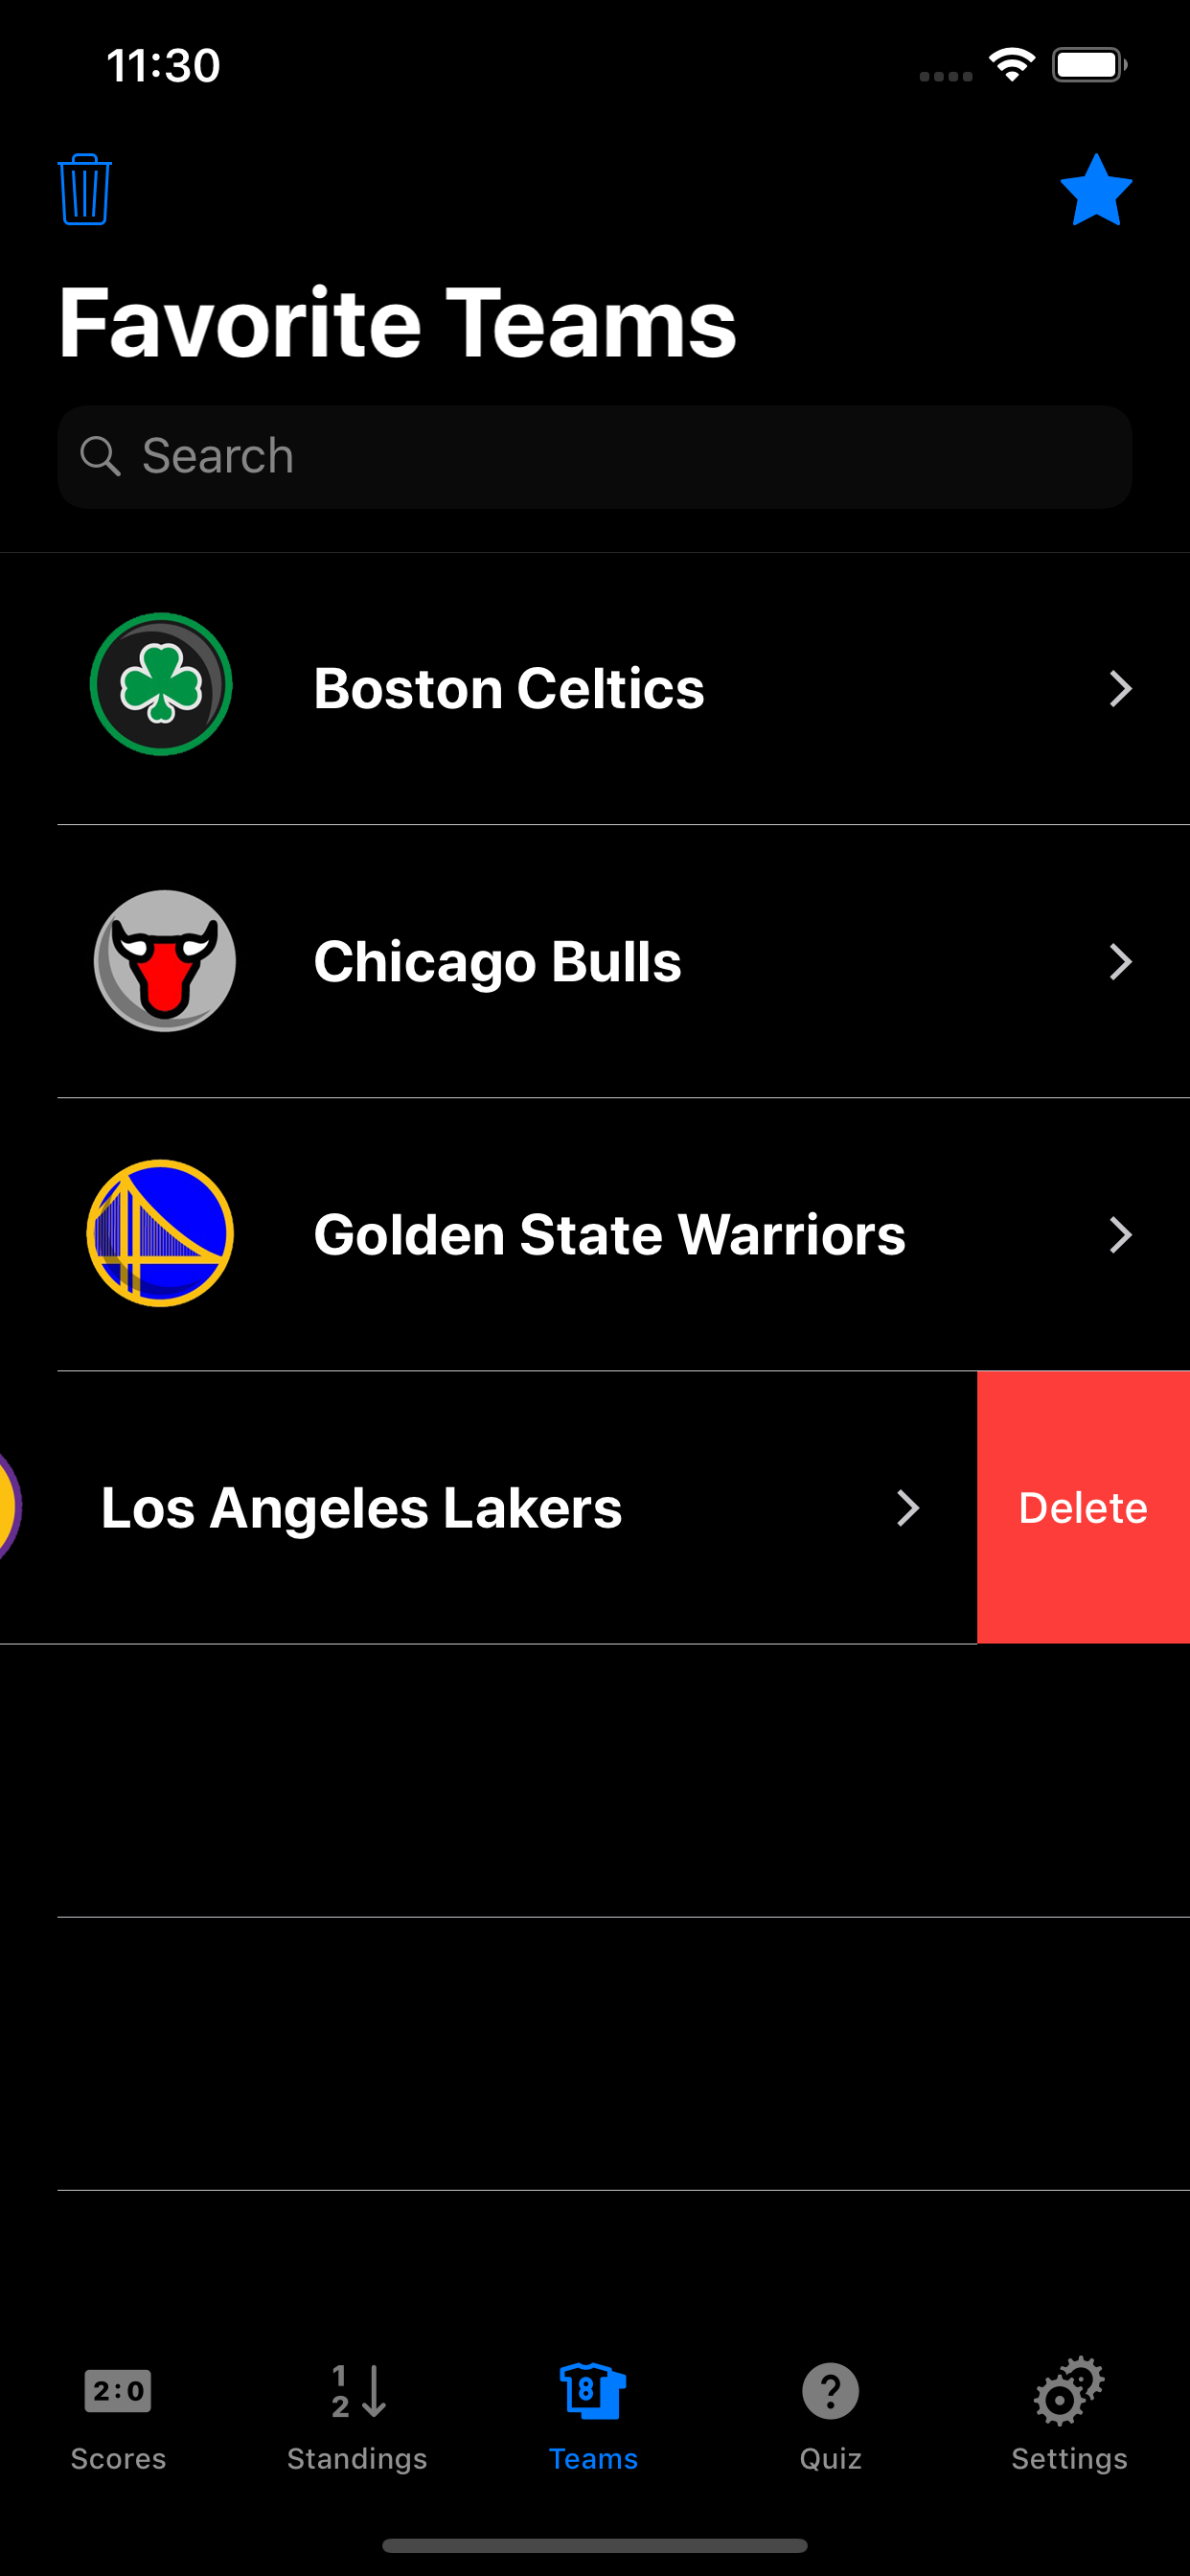 11:30
Favorite Teams
Search
Boston Celtics
Chicago Bulls
Golden State Warriors
Los Angeles Lakers
Delete
2:0
1
2
8
?
Scores
Standings
Teams
Quiz
Settings